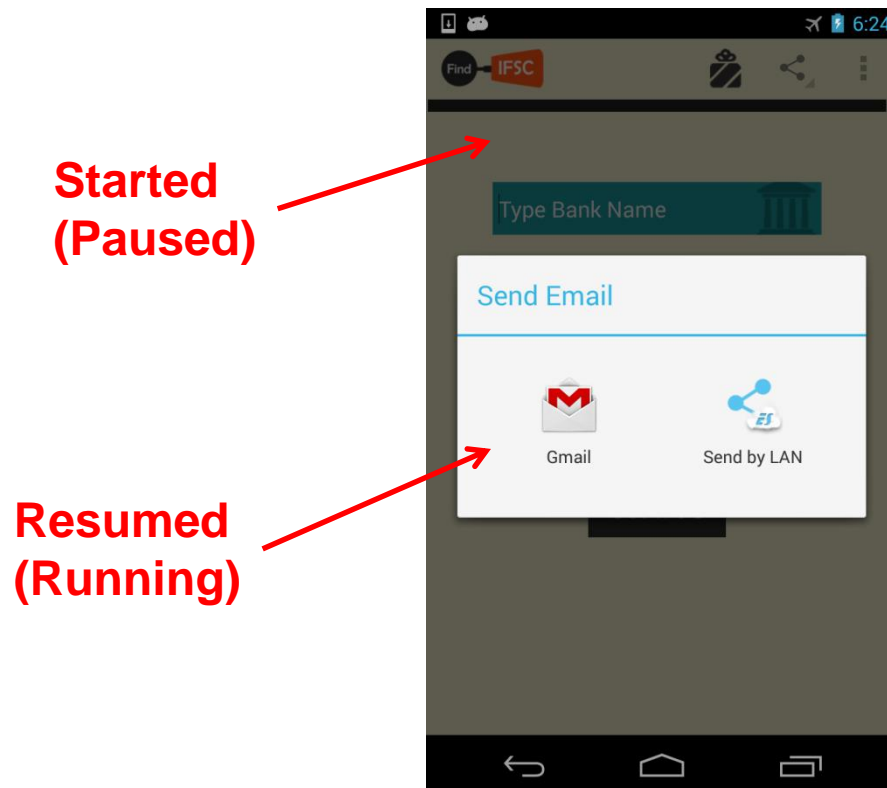 6:24
Find
IFSC
Started
(Paused)
Type Bank Name
Send Email
ES
Gmail
Send by LAN
Resumed
(Running)